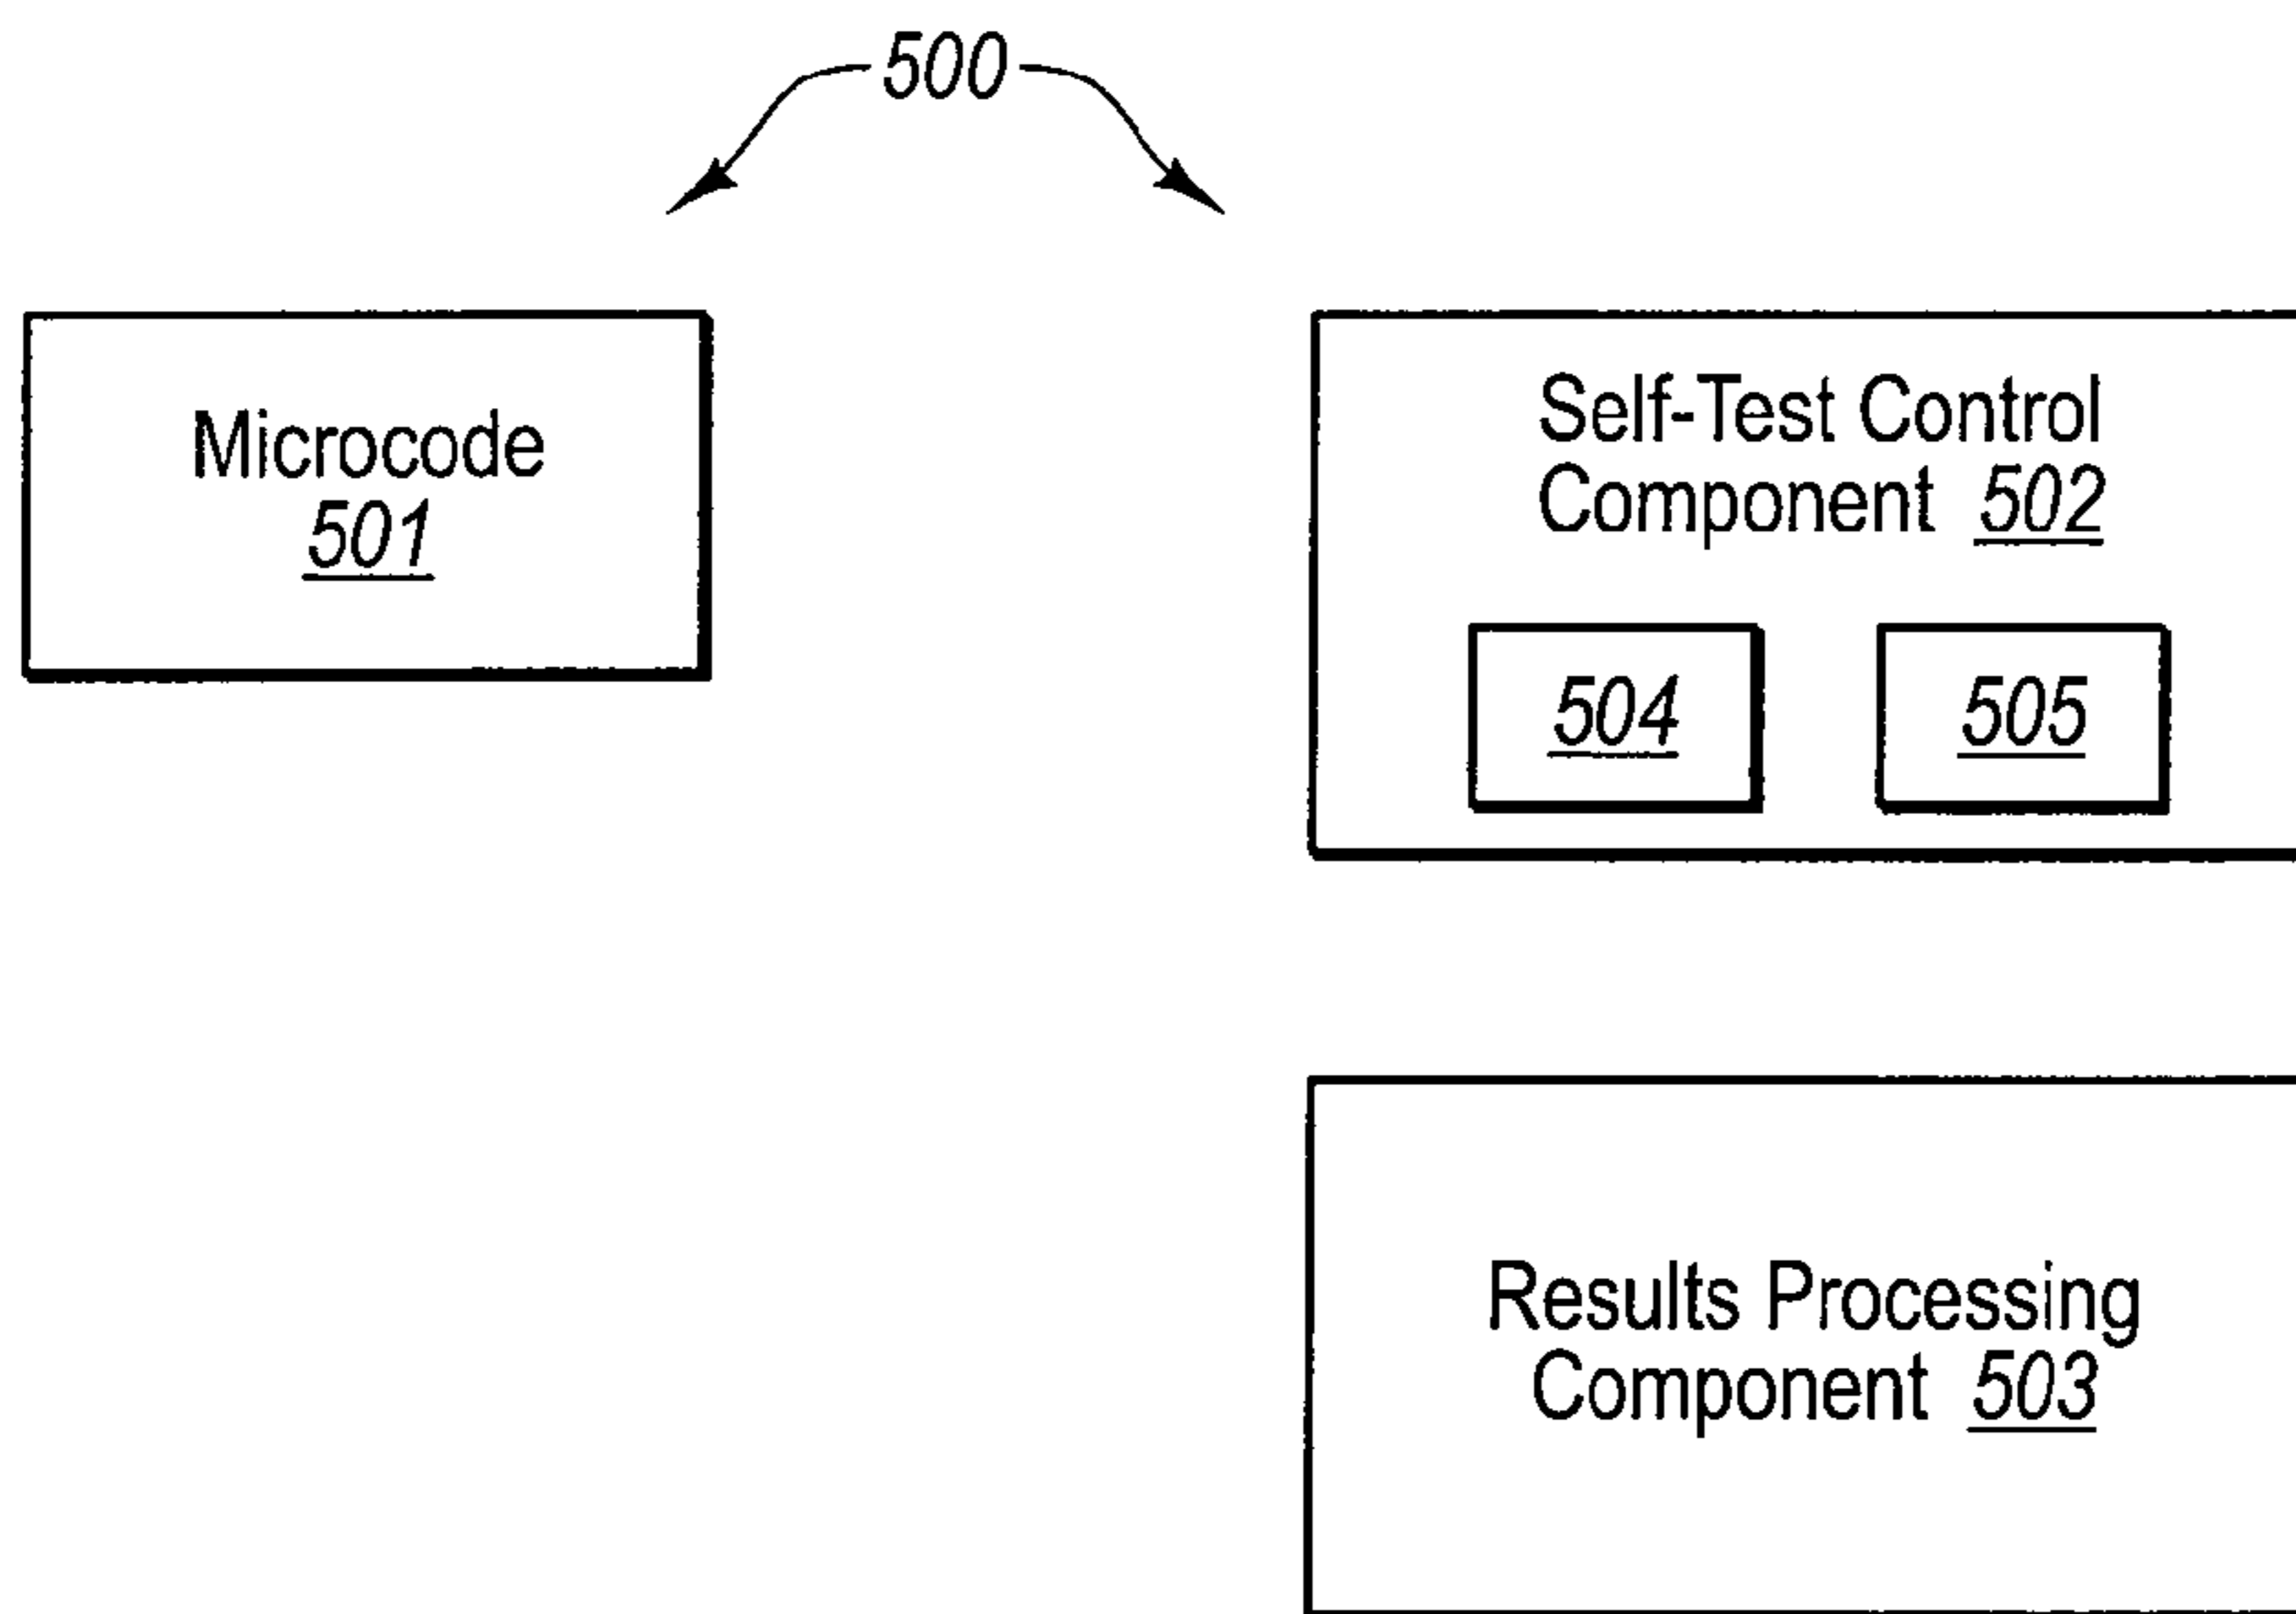 500
Microcode
501
Self-Test Control
Component 502
504
505
Results Processing
Component 503